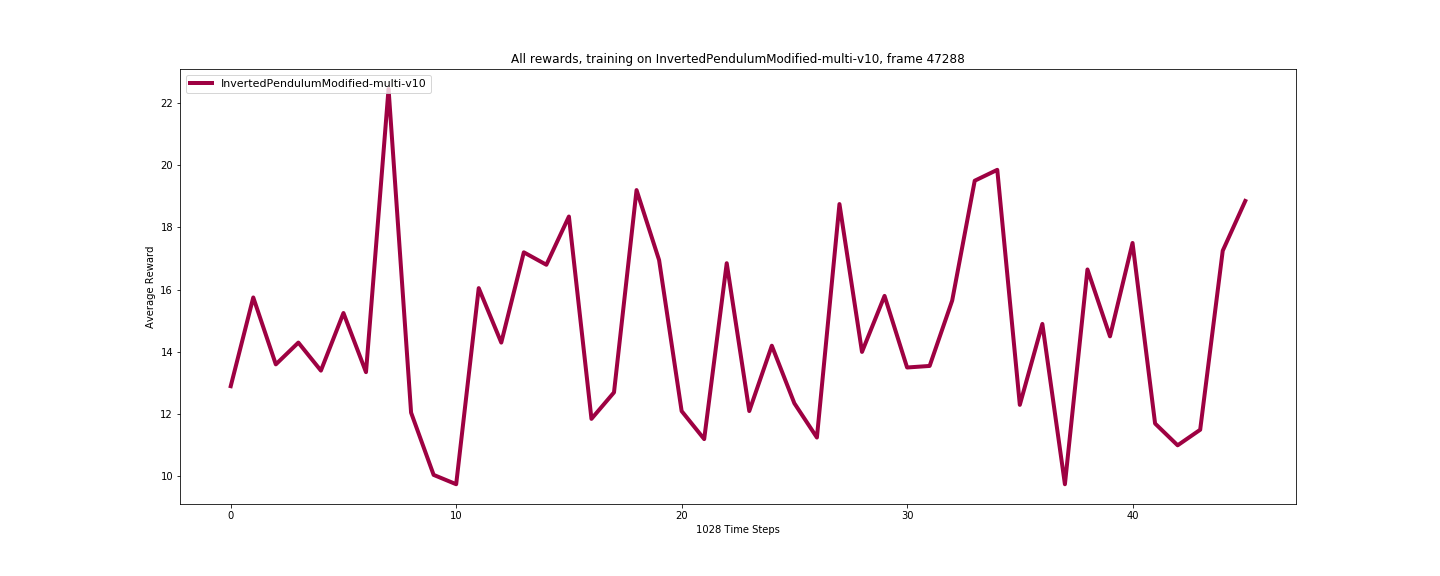 All rewards, training on InvertedPendulumModified-multi-v10, frame 47288
InvertedPendulumModified-multi-v10
Average Reward
22
20
18
16
14
12
10
0 10 20 30 40
1028 Time Steps